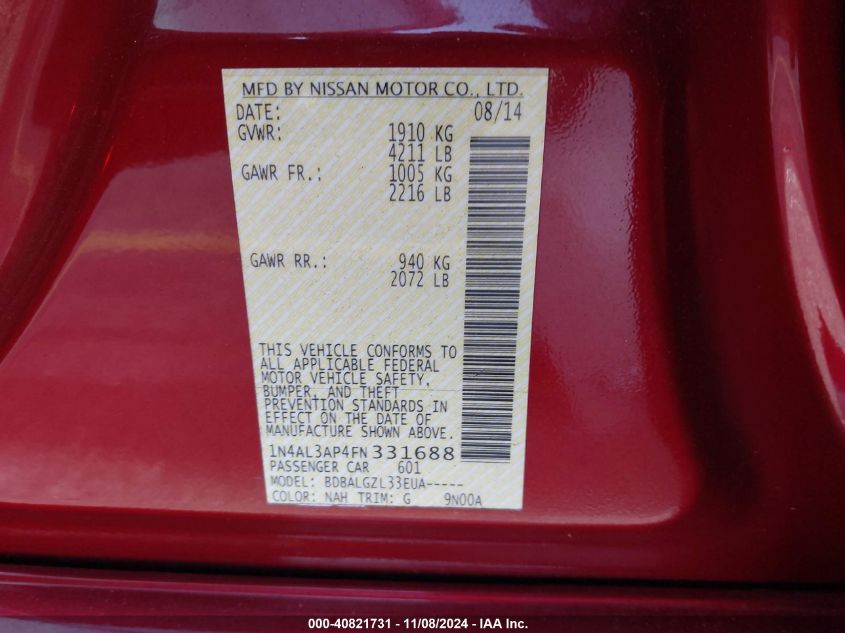 MFD BY NISSAN MOTOR CO., LTD.
DATE: 08/14
GVWR: 1910 KG
4211 LB
GAWR FR.: 1005 KG
2216 LB
GAWR RR.: 940 KG
2072 LB
THIS VEHICLE CONFORMS TO
ALL APPLICABLE FEDERAL
MOTOR VEHICLE SAFETY,
BUMPER, AND THEFT
PREVENTION STANDARDS IN
EFFECT ON THE DATE OF
MANUFACTURE SHOWN ABOVE.
1N4AL3AP4FN331688
PASSENGER CAR 601
MODEL: BDBALGZL33EUA-----
COLOR: NAH TRIM: G 9N00A
000-40821731 - 11/08/2024 - IAA Inc.